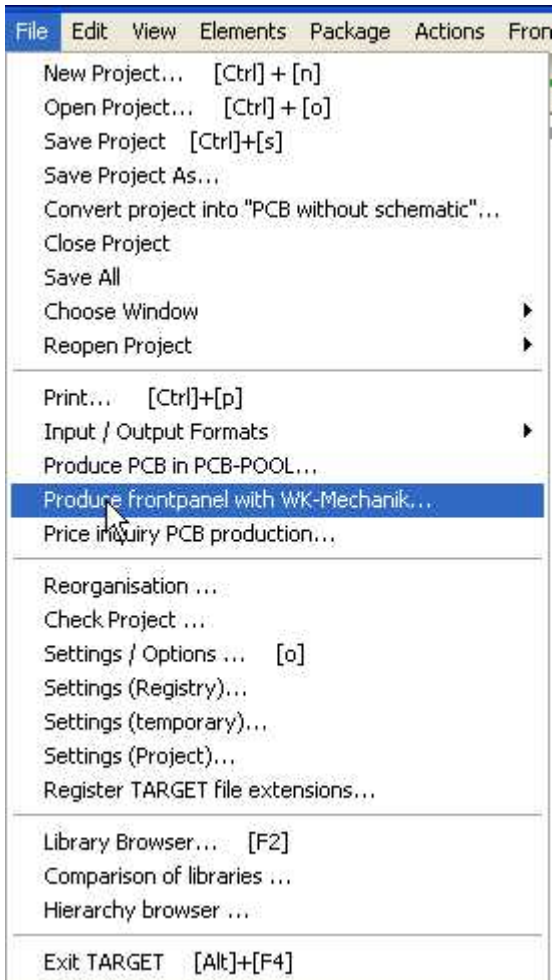 File Edit View Elements Package Actions Fron
New Project... [Ctrl] + [n]
Open Project... [Ctrl] + [o]
Save Project [Ctrl]+[s]
Save Project As...
Convert project into "PCB without schematic"...
Close Project
Save All
Choose Window
Reopen Project
Print... [Ctrl]+[p]
Input / Output Formats
Produce PCB in PCB-POOL...
Produce frontpanel with WK-Mechanik...
Price inquiry PCB production...
Reorganisation ...
Check Project ...
Settings / Options ... [o]
Settings (Registry)...
Settings (temporary)...
Settings (Project)...
Register TARGET file extensions...
Library Browser... [F2]
Comparison of libraries ...
Hierarchy browser ...
Exit TARGET [Alt]+[F4]